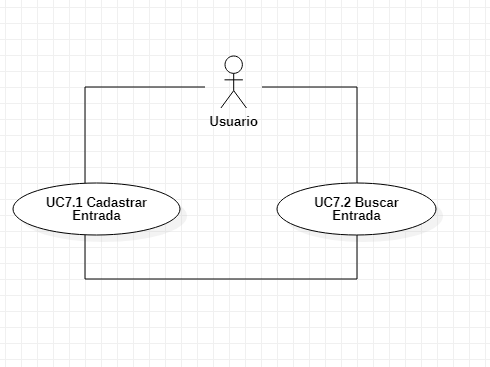 Usuario
UC7.1 Cadastrar
Entrada
UC7.2 Buscar
Entrada